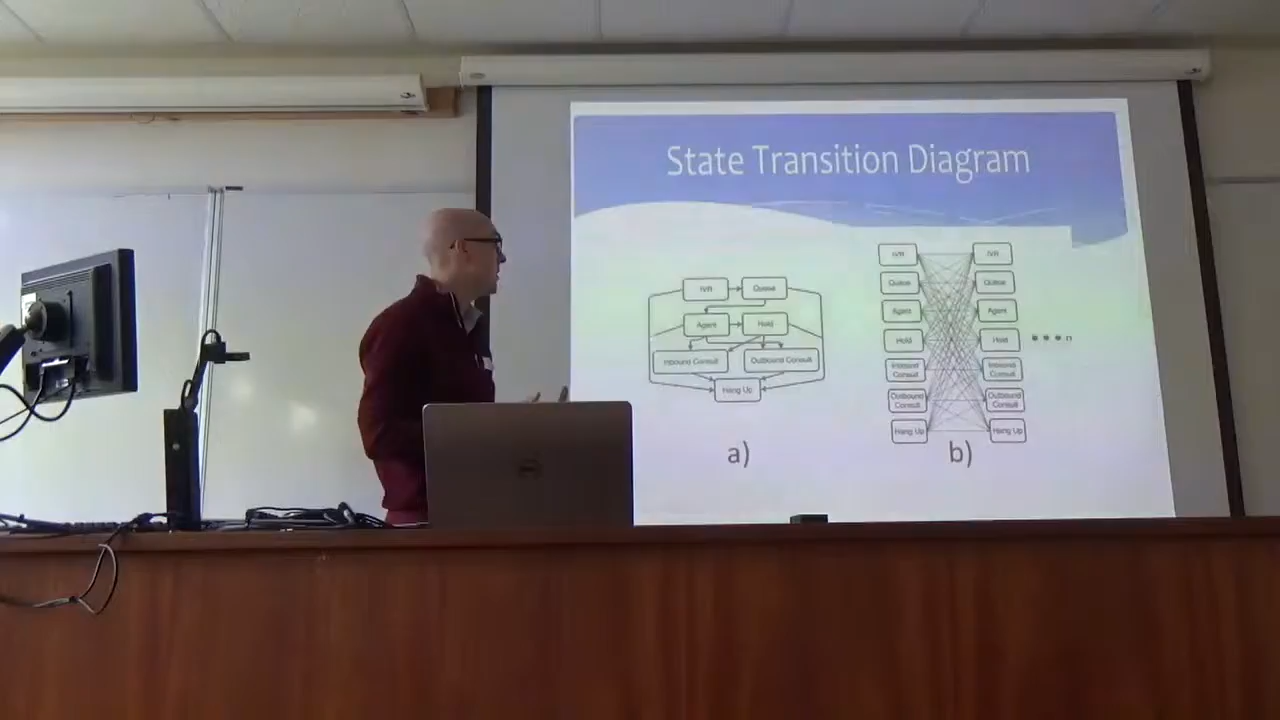 State Transition Diagram
IVR
Queue
Agent
Hold
Inbound Consult
Outbound Consult
Hang Up
a)
IVR
Queue
Agent
Hold
Inbound
Consult
Outbound
Consult
Hang Up
IVR
Queue
Agent
Hold
Inbound
Consult
Outbound
Consult
Hang Up
n
b)
DELL